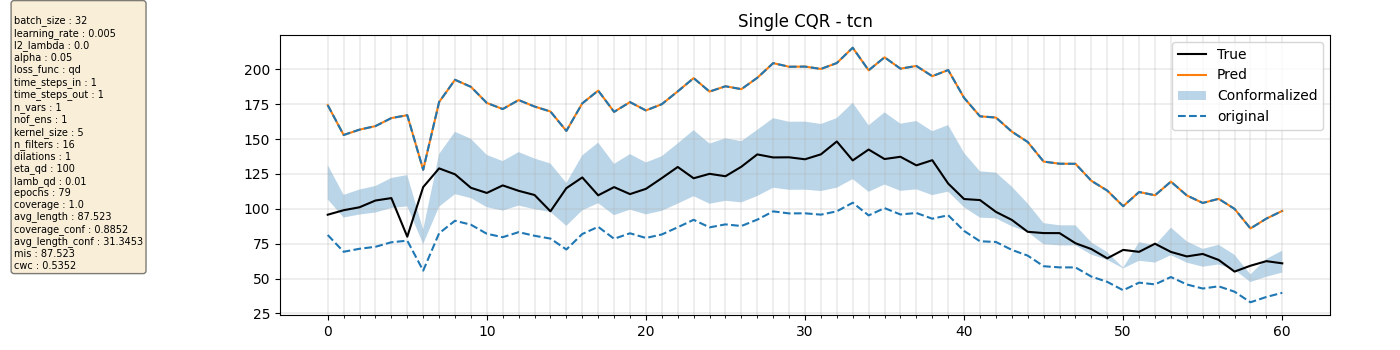 batch_size : 32
learning_rate : 0.005
l2_lambda : 0.0
alpha : 0.05
loss_func : qd
time_steps_in : 1
time_steps_out : 1
n_vars : 1
nof_ens : 1
kernel_size : 5
n_filters : 16
dilations : 1
eta_qd : 100
lamb_qd : 0.01
epochs : 79
coverage : 1.0
avg_length : 87.523
coverage_conf : 0.8852
avg_length_conf : 31.3453
mis : 87.523
cwc : 0.5352
Single CQR - tcn
True
Pred
Conformalized
original
200
175
150
125
100
75
50
25
0 10 20 30 40 50 60